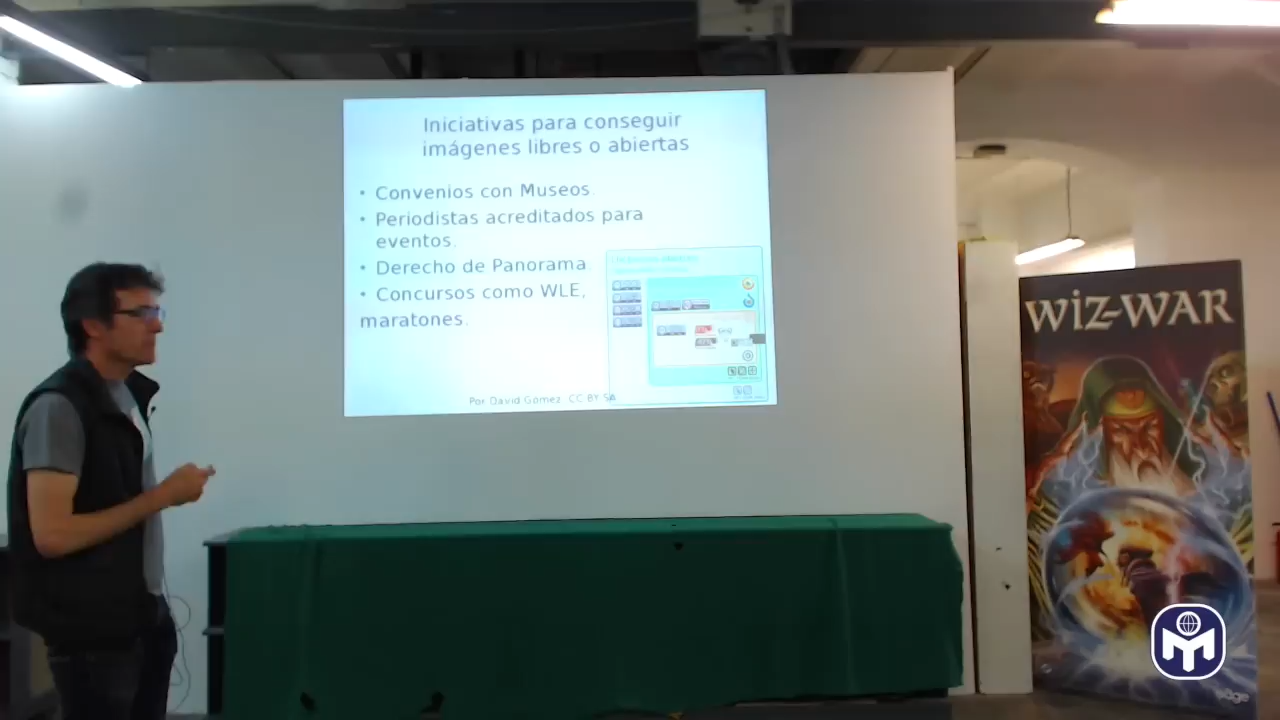 Iniciativas para conseguir
imágenes libres o abiertas
• Convenios con Museos.
• Periodistas acreditados para
eventos.
• Derecho de Panorama
• Concursos como WLE,
maratones.
Por David Gómez CC BY SA
WiZ-WAR
edge